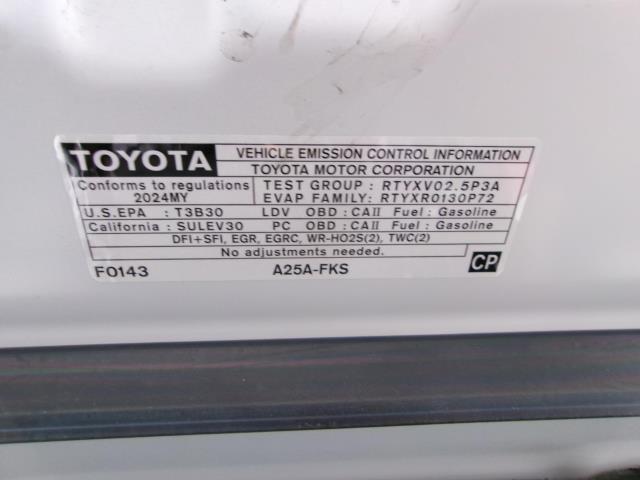 TOYOTA
VEHICLE EMISSION CONTROL INFORMATION
TOYOTA MOTOR CORPORATION
Conforms to regulations
2024MY
TEST GROUP : RTYXV02.5P3A
EVAP FAMILY: RTYXR0130P72
U.S.EPA : T3B30 LDV OBD : CAII Fuel : Gasoline
California : SULEV30 PC OBD : CAII Fuel : Gasoline
DFI+SFI, EGR, EGRC, WR-HO2S(2), TWC(2)
No adjustments needed.
F0143 A25A-FKS CP